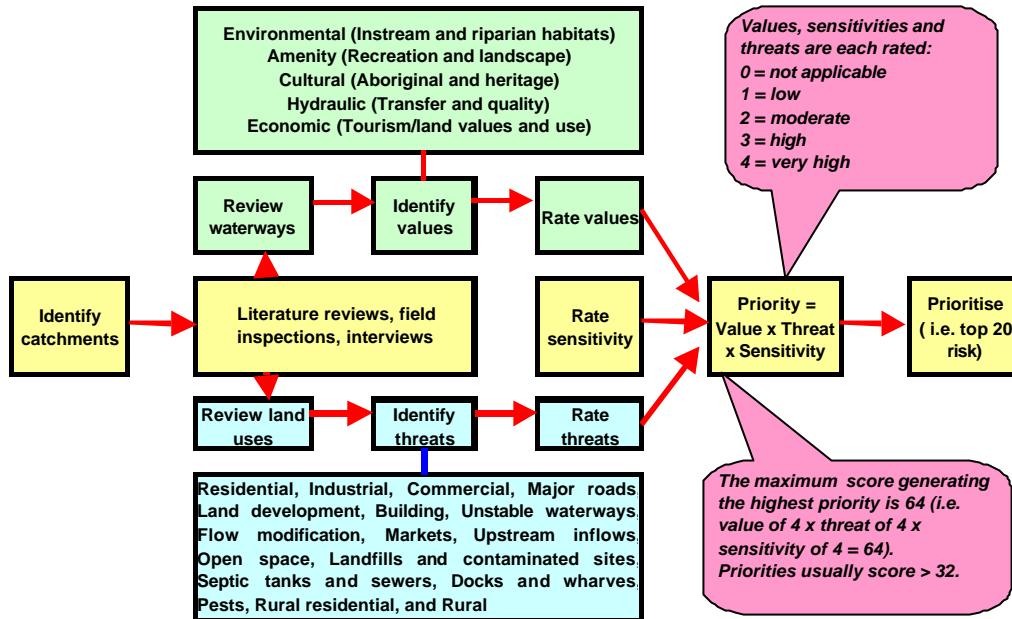 Environmental (Instream and riparian habitats)
Amenity (Recreation and landscape)
Cultural (Aboriginal and heritage)
Hydraulic (Transfer and quality)
Economic (Tourism/land values and use)
Values, sensitivities and
threats are each rated:
0 = not applicable
1 = low
2 = moderate
3 = high
4 = very high
Review
waterways
Identify
values
Rate values
Identify
catchments
Literature reviews, field
inspections, interviews
Rate
sensitivity
Priority =
Value x Threat
x Sensitivity
Prioritise
( i.e. top 20
risk)
Review land
uses
Identify
threats
Rate
threats
Residential, Industrial, Commercial, Major roads,
Land development, Building, Unstable waterways,
Flow modification, Markets, Upstream inflows,
Open space, Landfills and contaminated sites,
Septic tanks and sewers, Docks and wharves,
Pests, Rural residential, and Rural
The maximum score generating
the highest priority is 64 (i.e.
value of 4 x threat of 4 x
sensitivity of 4 = 64).
Priorities usually score > 32.